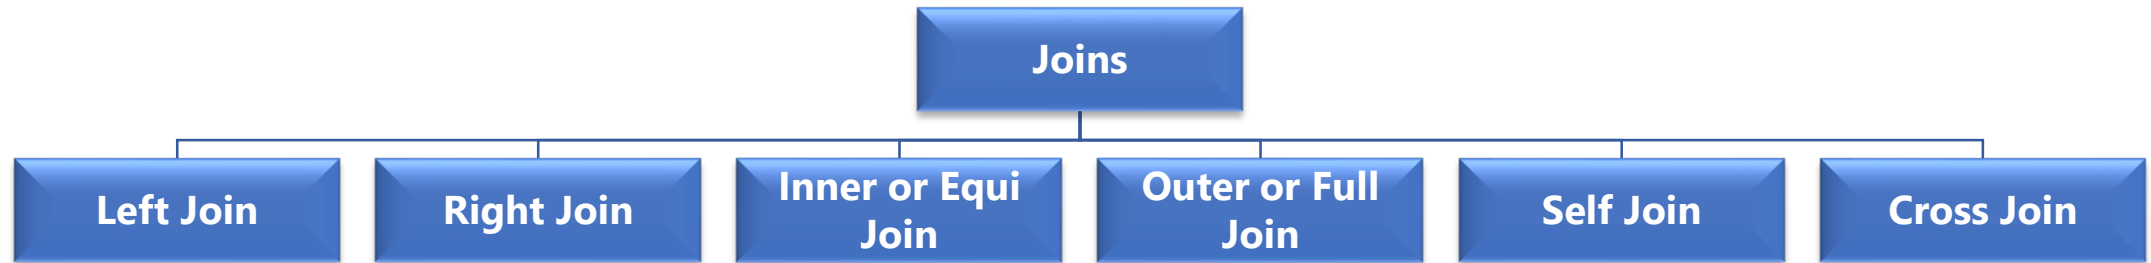 Joins
Left Join
Right Join
Inner or Equi
Join
Outer or Full
Join
Self Join
Cross Join